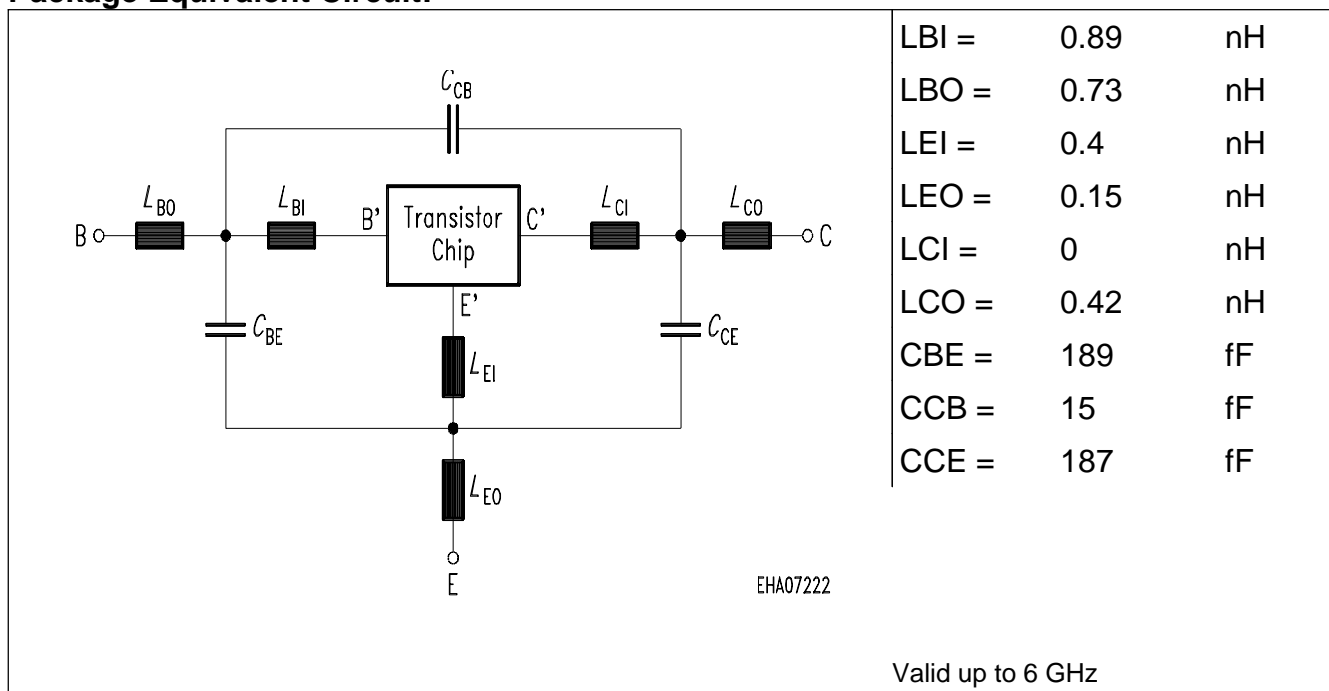 Package Equivalent Circuit:
LBI = 0.89 nH
LBO = 0.73 nH
LEI = 0.4 nH
LEO = 0.15 nH
LCI = 0 nH
LCO = 0.42 nH
CBE = 189 fF
CCB = 15 fF
CCE = 187 fF
Valid up to 6 GHz
C_CB
L_BO L_BI B' Transistor C' L_CI L_CO
Chip
B C
E'
C_BE C_CE
L_EI
L_EO
E
EHA07222